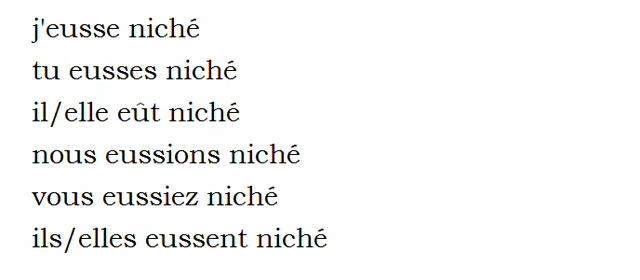 j'eusse niché
tu eusses niché
il/elle eût niché
nous eussions niché
vous eussiez niché
ils/elles eussent niché